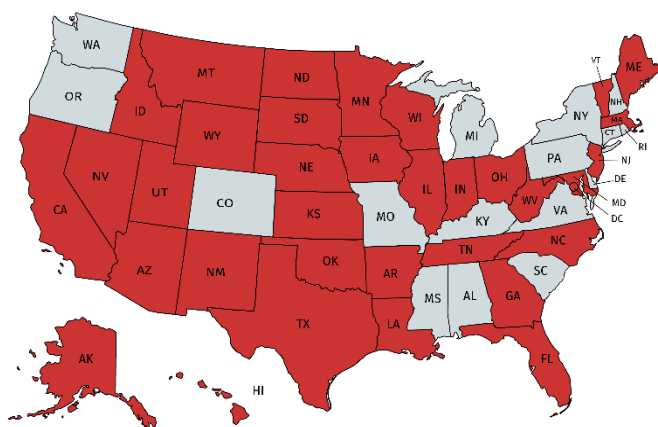 WA
MT
ND
ME
VT
OR
MN
ID
SD
WI
NH
NY
MA
WY
MI
CT
RI
IA
PA
NE
NJ
NV
OH
IL
IN
DE
UT
CO
WV
MD
CA
KS
MO
VA
KY
DC
NC
TN
OK
AZ
NM
AR
SC
MS
AL
GA
TX
LA
AK
FL
HI